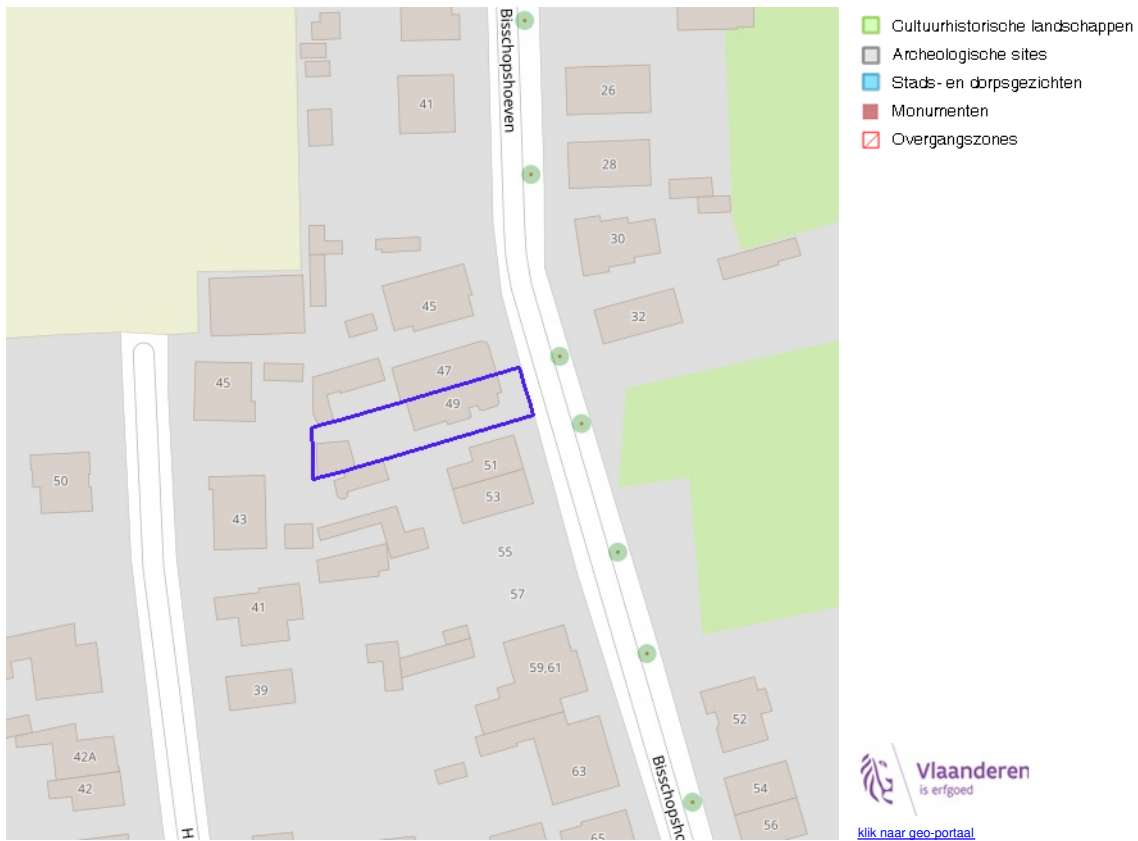 Bisschopshoeven
41
26
28
30
45
32
45
47
49
50
51
43
53
55
57
41
59,61
39
52
42A
63
42
54
Bisschopsho
56
65
H
Cultuurhistorische landschappen
Archeologische sites
Stads- en dorpsgezichten
Monumenten
Overgangszones
Vlaanderen
is erfgoed
klik naar geo-portaal